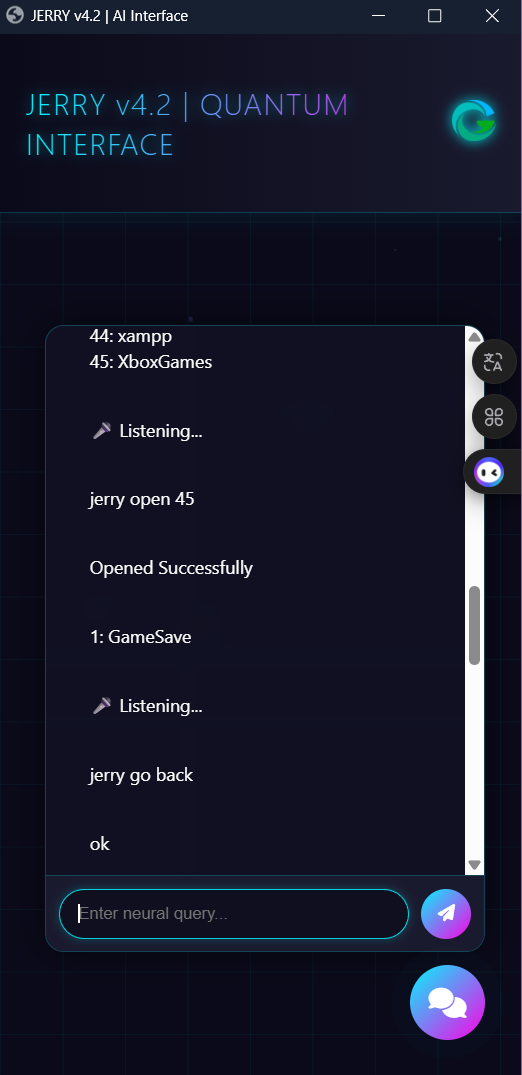 JERRY v4.2 | AI Interface
JERRY v4.2 | QUANTUM
INTERFACE
44: xampp
45: XboxGames
🎤 Listening...
jerry open 45
Opened Successfully
1: GameSave
🎤 Listening...
jerry go back
ok
Enter neural query...